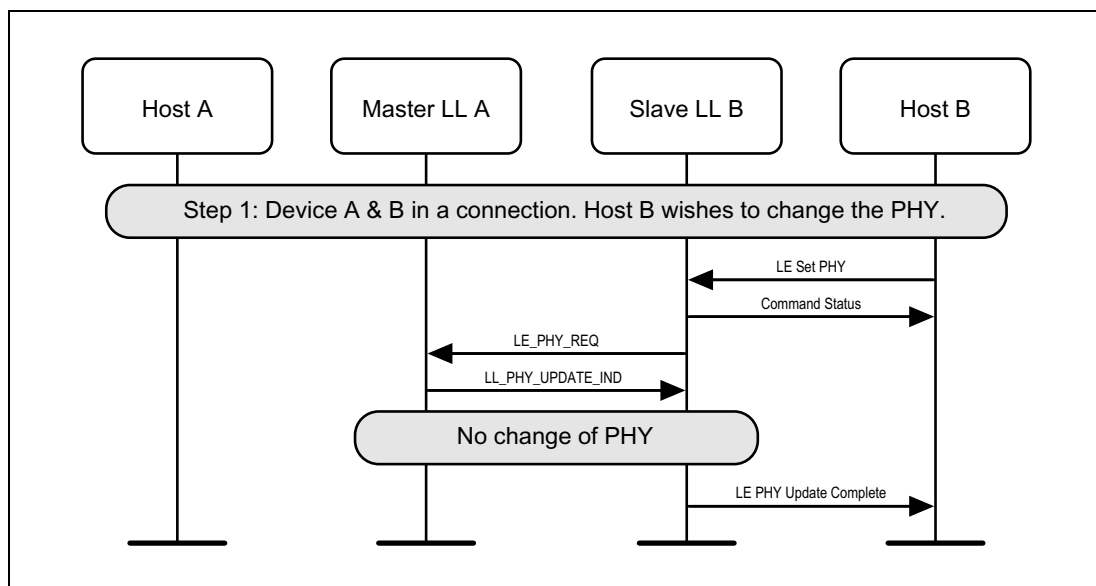 Host A
Master LL A
Slave LL B
Host B
Step 1: Device A & B in a connection. Host B wishes to change the PHY.
LE Set PHY
Command Status
LE_PHY_REQ
LL_PHY_UPDATE_IND
No change of PHY
LE PHY Update Complete